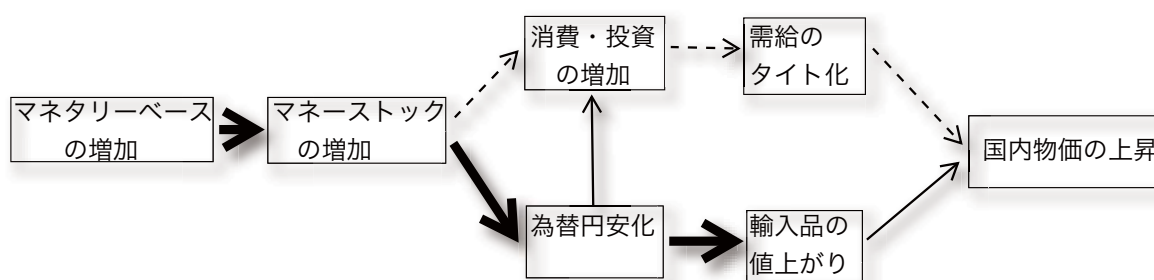 マネタリーベース
の増加
マネーストック
の増加
消費・投資
の増加
需給の
タイト化
為替円安化
輸入品の
値上がり
国内物価の上昇